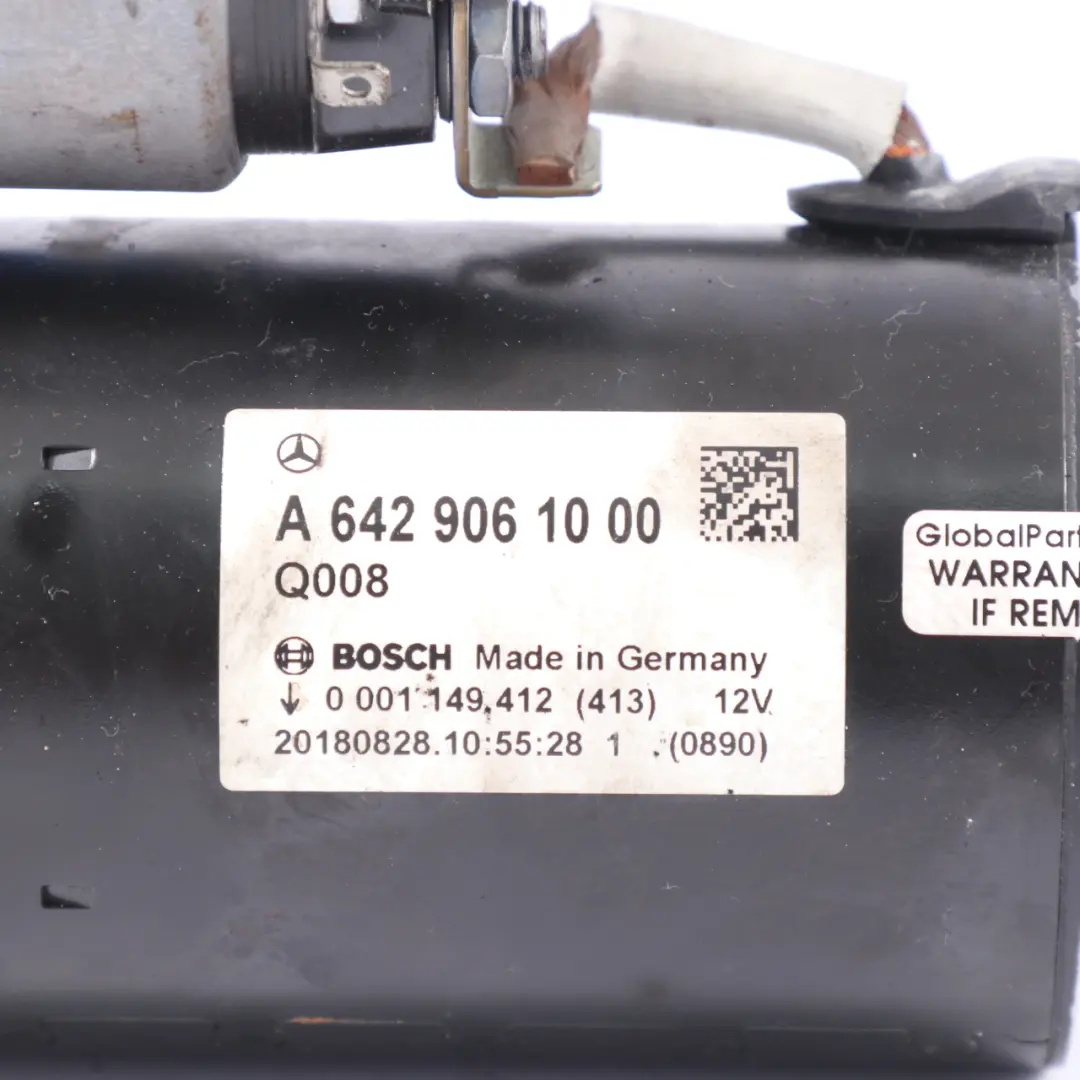 A 642 906 10 00
Q008
BOSCH Made in Germany
↓ 0 001 149 412 (413) 12V
20180828.10:55:28 1 (0890)
GlobalPart
WARRAN
IF REM